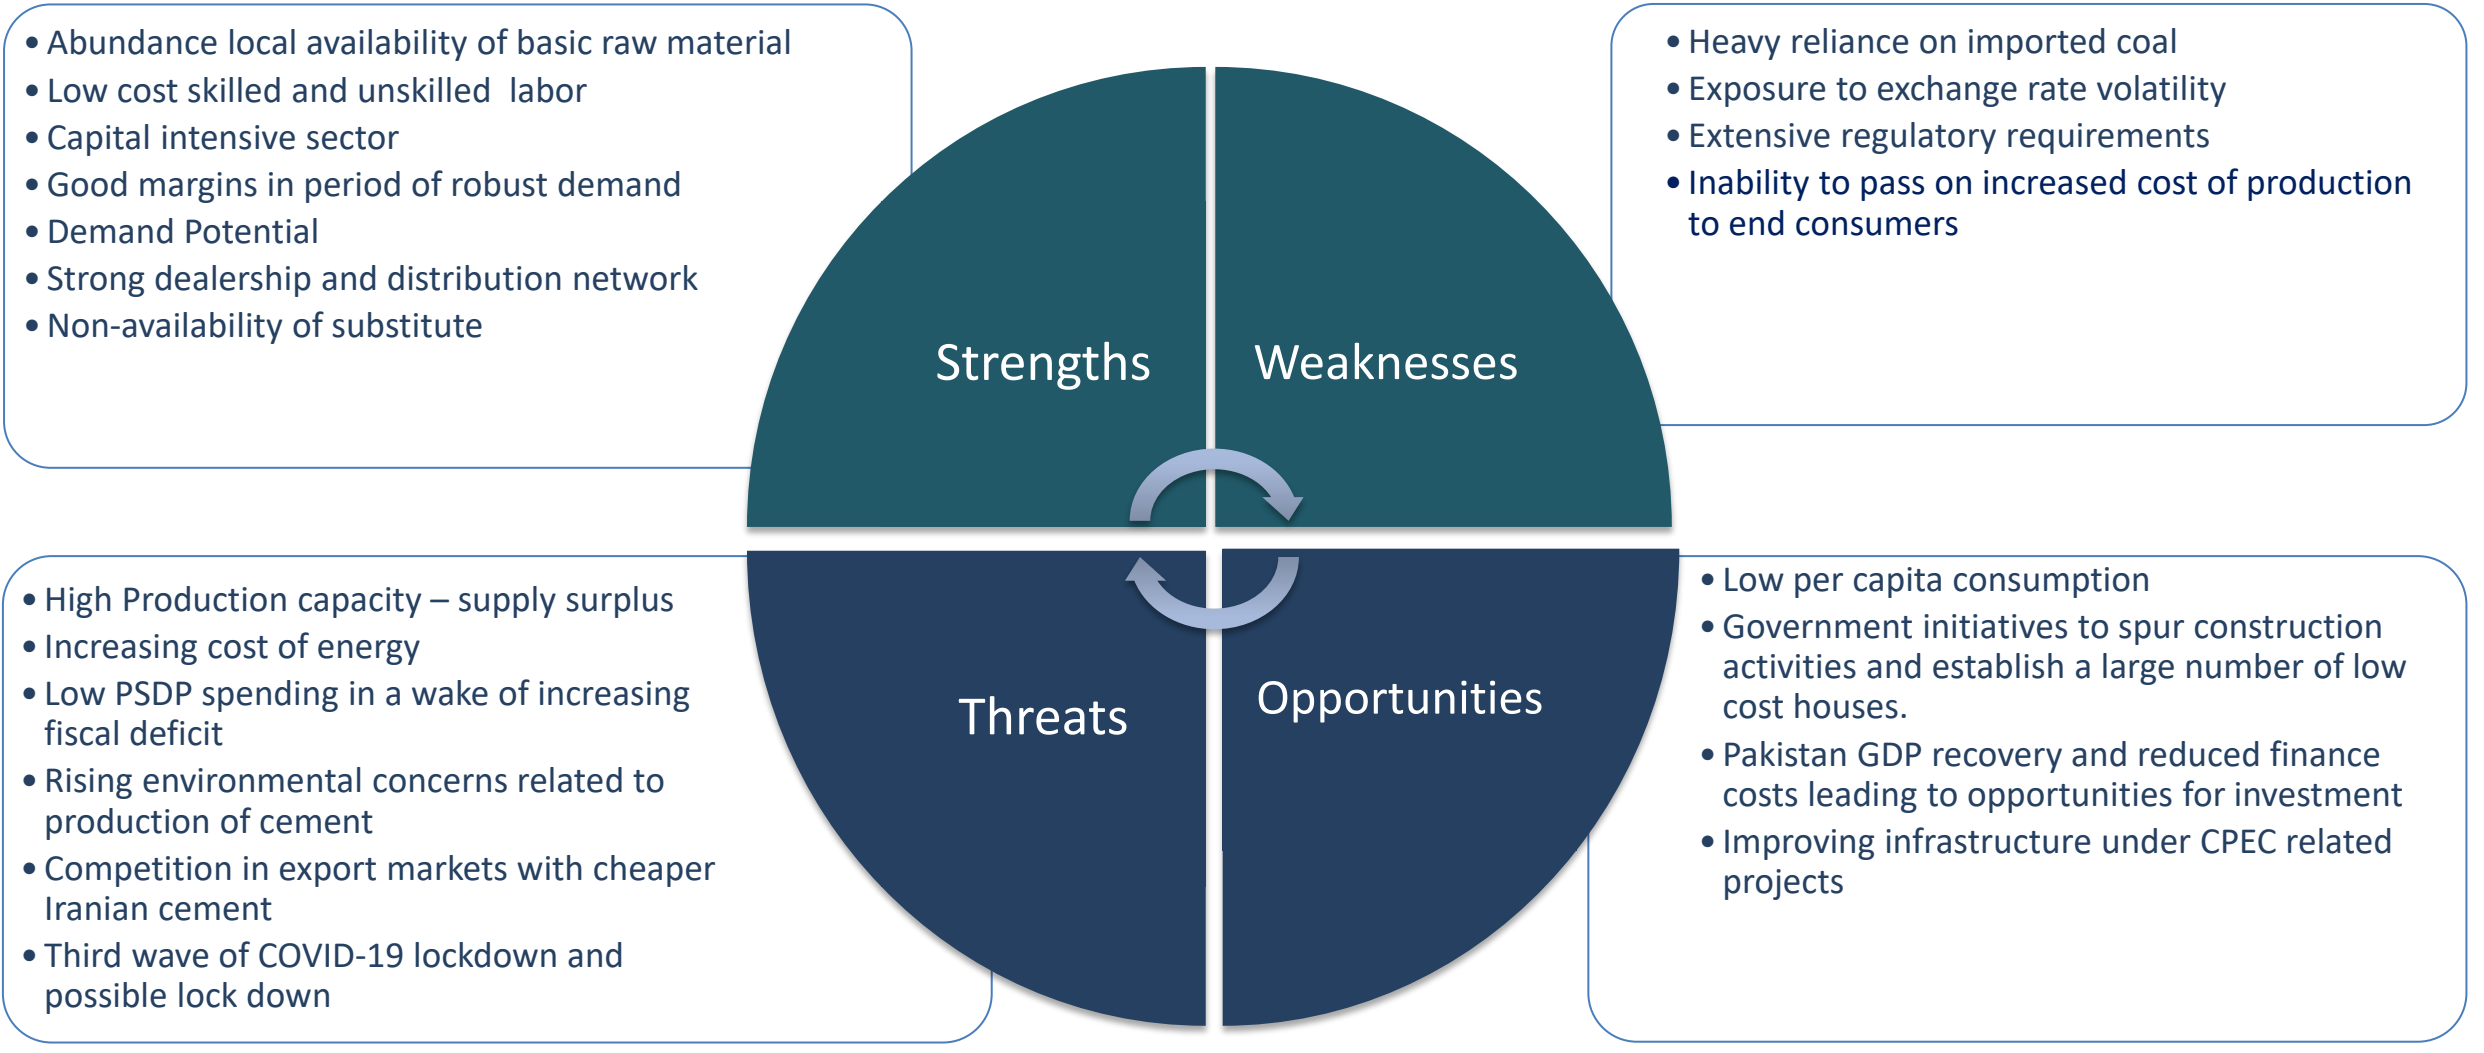 • Abundance local availability of basic raw material
• Low cost skilled and unskilled  labor
• Capital intensive sector
• Good margins in period of robust demand
• Demand Potential
• Strong dealership and distribution network
• Non-availability of substitute
Strengths
• Heavy reliance on imported coal
• Exposure to exchange rate volatility
• Extensive regulatory requirements
• Inability to pass on increased cost of production
to end consumers
Weaknesses
• High Production capacity – supply surplus
• Increasing cost of energy
• Low PSDP spending in a wake of increasing
fiscal deficit
• Rising environmental concerns related to
production of cement
• Competition in export markets with cheaper
Iranian cement
• Third wave of COVID-19 lockdown and
possible lock down
Threats
Opportunities
• Low per capita consumption
• Government initiatives to spur construction
activities and establish a large number of low
cost houses.
• Pakistan GDP recovery and reduced finance
costs leading to opportunities for investment
• Improving infrastructure under CPEC related
projects